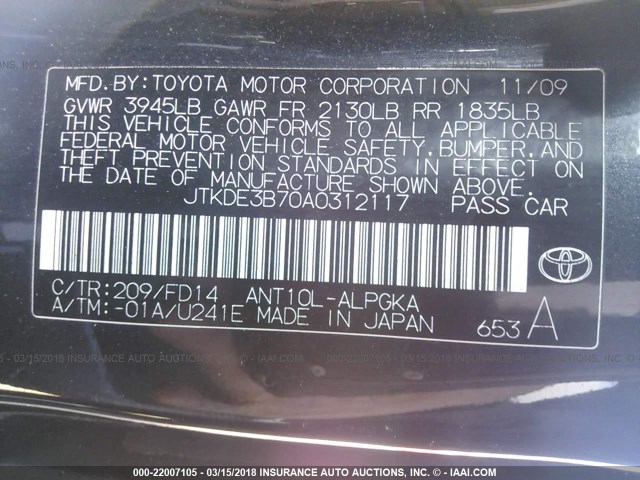 MFD.BY:TOYOTA MOTOR CORPORATION 11/09
GVWR 3945LB GAWR FR 2130LB RR 1835LB
THIS VEHICLE CONFORMS TO ALL APPLICABLE
FEDERAL MOTOR VEHICLE SAFETY,BUMPER,AND
THEFT PREVENTION STANDARDS IN EFFECT ON
THE DATE OF MANUFACTURE SHOWN ABOVE.
JTKDE3B70A0312117 PASS CAR
C/TR:209/FD14 ANT10L-ALPGKA
A/TM:-01A/U241E MADE IN JAPAN
653A
TOYOTA
000-22007105 - 03/15/2018 INSURANCE AUTO AUCTIONS, INC. - © - IAAI.COM